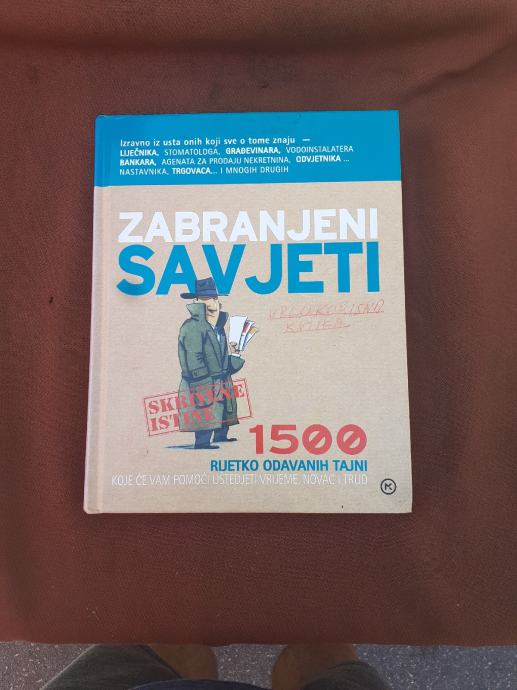 Izravno iz usta onih koji sve o tome znaju —
LIJEČNIKA, STOMATOLOGA, GRAĐEVINARA, VODOINSTALATERA
BANKARA, AGENATA ZA PRODAJU NEKRETNINA, ODVJETNIKA ...
NASTAVNIKA, TRGOVACA... I MNOGIH DRUGIH
ZABRANJENI
SAVJETI
VRLO KORISNA
KNJIGA
SKRIVENE
ISTINE
1500
RIJETKO ODAVANIH TAJNI
KOJE ĆE VAM POMOĆI UŠTEDJETI VRIJEME, NOVAC I TRUD